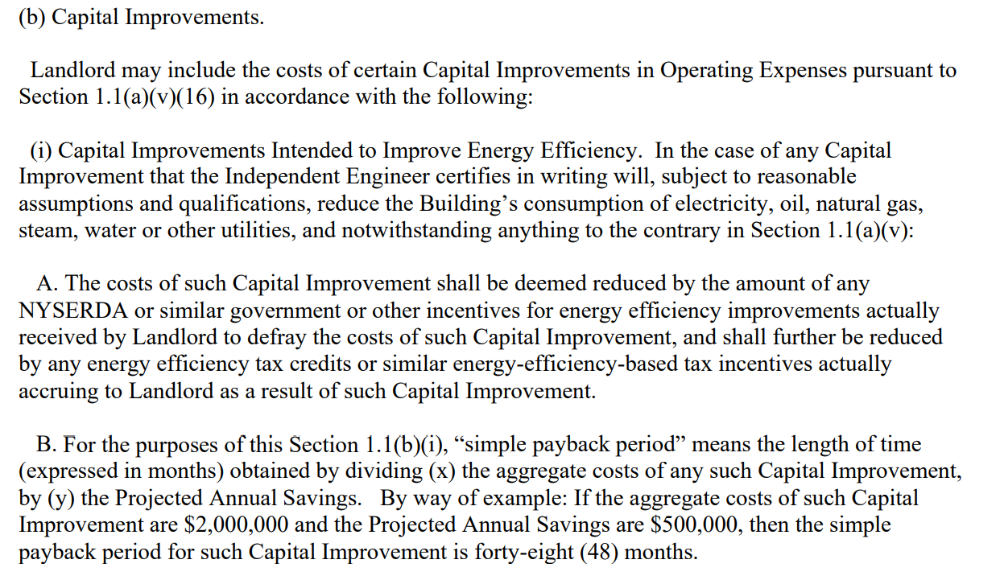 (b) Capital Improvements.
Landlord may include the costs of certain Capital Improvements in Operating Expenses pursuant to
Section 1.1(a)(v)(16) in accordance with the following:
(i) Capital Improvements Intended to Improve Energy Efficiency.  In the case of any Capital
Improvement that the Independent Engineer certifies in writing will, subject to reasonable
assumptions and qualifications, reduce the Building’s consumption of electricity, oil, natural gas,
steam, water or other utilities, and notwithstanding anything to the contrary in Section 1.1(a)(v):
A. The costs of such Capital Improvement shall be deemed reduced by the amount of any
NYSERDA or similar government or other incentives for energy efficiency improvements actually
received by Landlord to defray the costs of such Capital Improvement, and shall further be reduced
by any energy efficiency tax credits or similar energy-efficiency-based tax incentives actually
accruing to Landlord as a result of such Capital Improvement.
B. For the purposes of this Section 1.1(b)(i), “simple payback period” means the length of time
(expressed in months) obtained by dividing (x) the aggregate costs of any such Capital Improvement,
by (y) the Projected Annual Savings.   By way of example: If the aggregate costs of such Capital
Improvement are $2,000,000 and the Projected Annual Savings are $500,000, then the simple
payback period for such Capital Improvement is forty-eight (48) months.